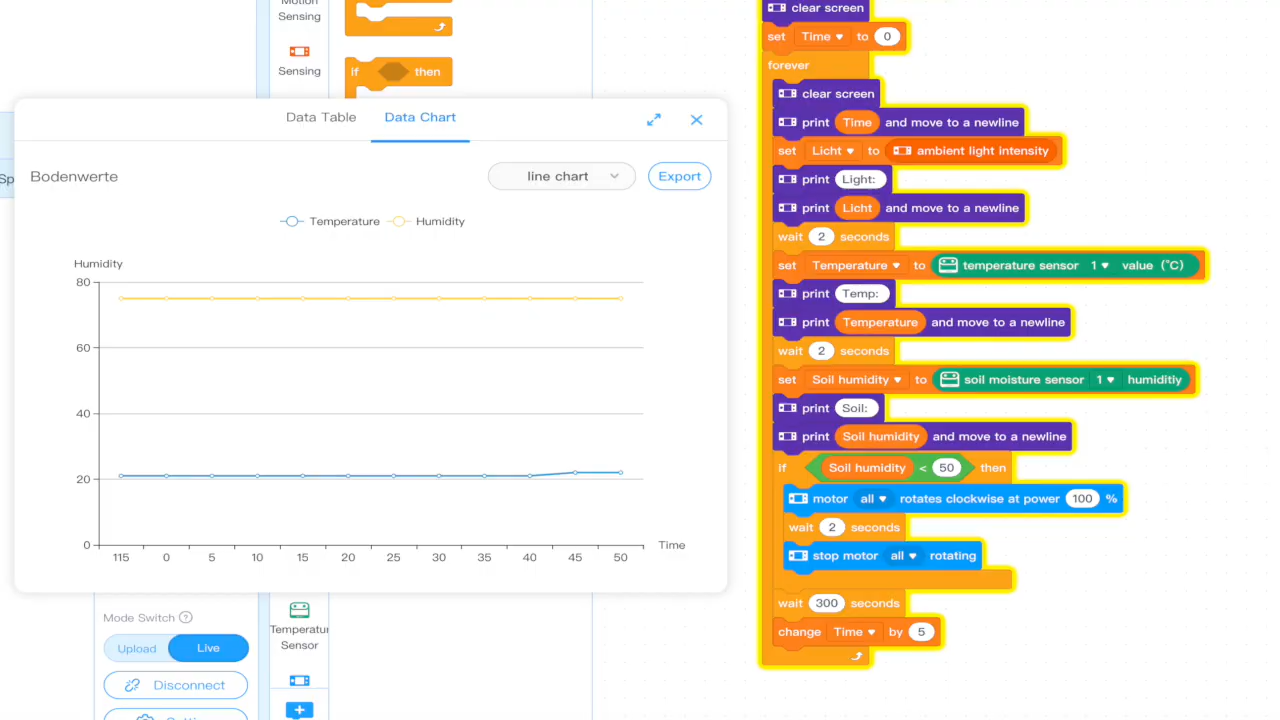 Motion
Sensing
Sensing
if then
Data Table Data Chart
Sp
Bodenwerte
line chart Export
Temperature Humidity
Humidity
80
60
40
20
0
115 0 5 10 15 20 25 30 35 40 45 50
Time
Mode Switch ?
Upload Live
Disconnect
Temperatur
Sensor
clear screen
set Time to 0
forever
clear screen
print Time and move to a newline
set Licht to ambient light intensity
print Light:
print Licht and move to a newline
wait 2 seconds
set Temperature to temperature sensor 1 value (°C)
print Temp:
print Temperature and move to a newline
wait 2 seconds
set Soil humidity to soil moisture sensor 1 humiditiy
print Soil:
print Soil humidity and move to a newline
if Soil humidity < 50 then
motor all rotates clockwise at power 100 %
wait 2 seconds
stop motor all rotating
wait 300 seconds
change Time by 5